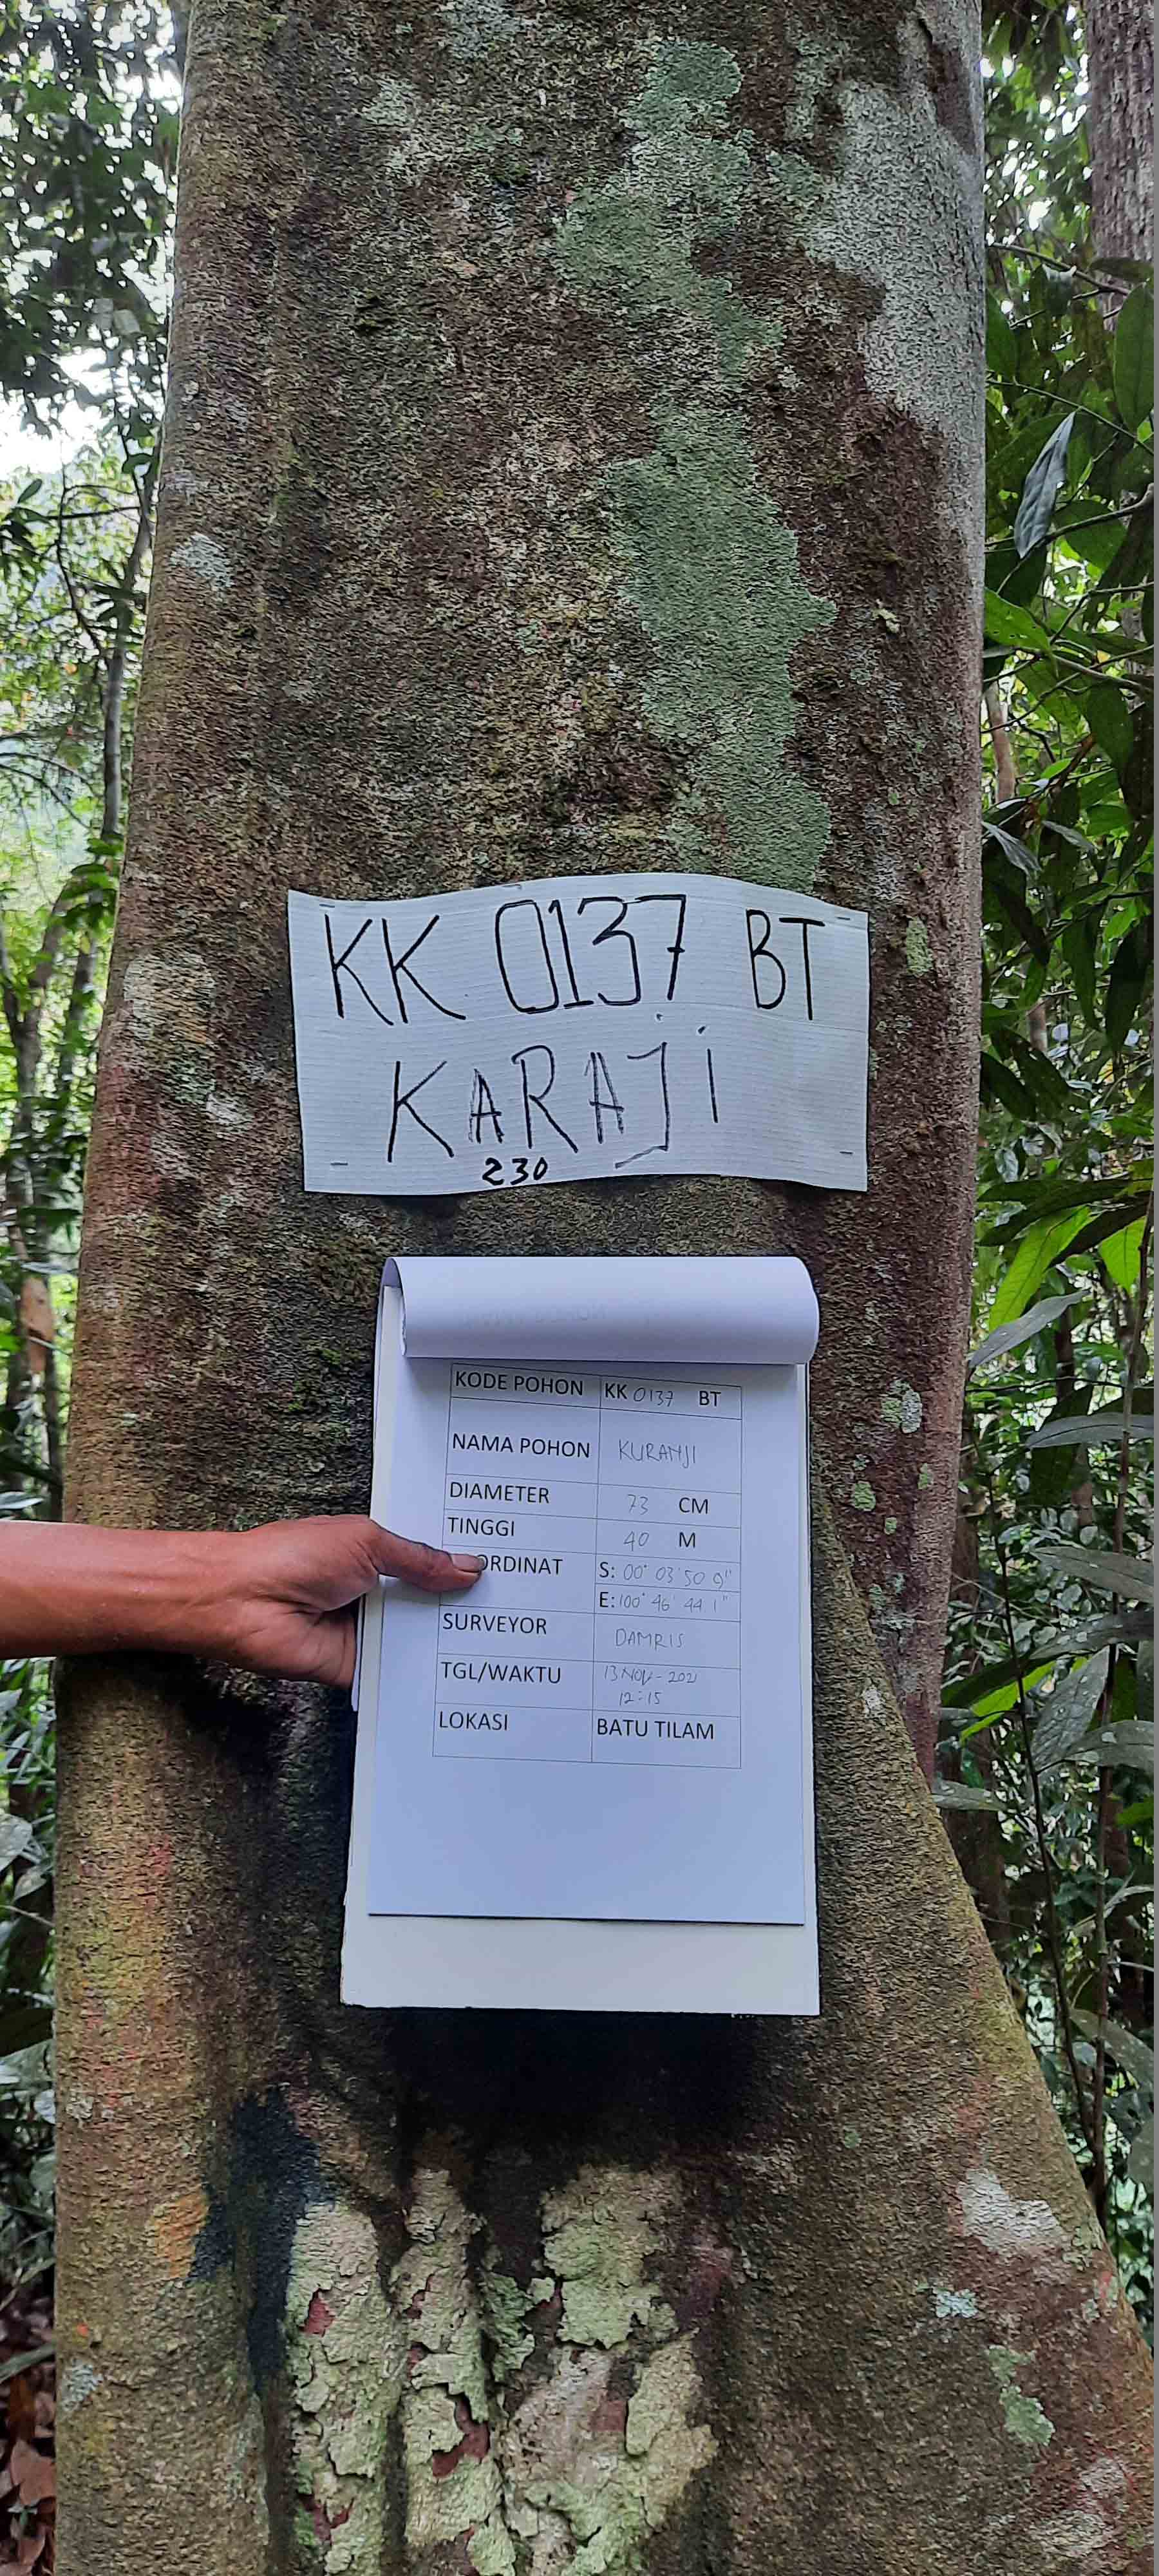 KK 0137 BT
KARAji
230
KODE POHON KK 0137 BT
NAMA POHON KURANJI
DIAMETER 73 CM
TINGGI 40 M
ORDINAT S: 00° 03' 50.9"
E: 100° 46' 44.1"
SURVEYOR DAMRIS
TGL/WAKTU 13 NOV - 2021
12:15
LOKASI BATU TILAM